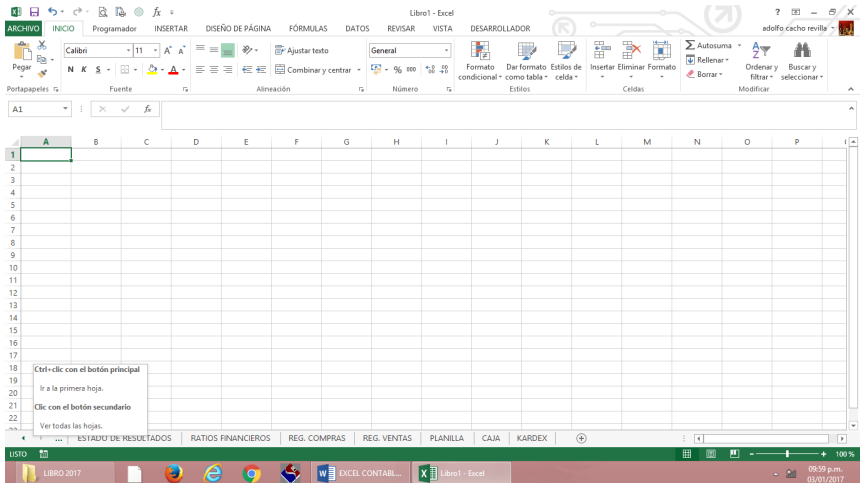 Libro1 - Excel
ARCHIVO INICIO Programador INSERTAR DISEÑO DE PÁGINA FÓRMULAS DATOS REVISAR VISTA DESARROLLADOR adolfo cacho revilla
Calibri 11 Ajustar texto General Autosuma
Pegar N K S A Combinar y centrar % 000 Formato condicional Dar formato como tabla Estilos de celda Insertar Eliminar Formato Rellenar Borrar Ordenar y filtrar Buscar y seleccionar
Portapapeles Fuente Alineación Número Estilos Celdas Modificar
A1 fx
A B C D E F G H I J K L M N O P
1
2
3
4
5
6
7
8
9
10
11
12
13
14
15
16
17
18 Ctrl+clic con el botón principal
19 Ir a la primera hoja.
20
21 Clic con el botón secundario
22 Ver todas las hojas.
... ESTADO DE RESULTADOS RATIOS FINANCIEROS REG. COMPRAS REG. VENTAS PLANILLA CAJA KARDEX
LISTO 100 %
LIBRO 2017 EXCEL CONTABL... Libro1 - Excel 09:59 p.m.
03/01/2017